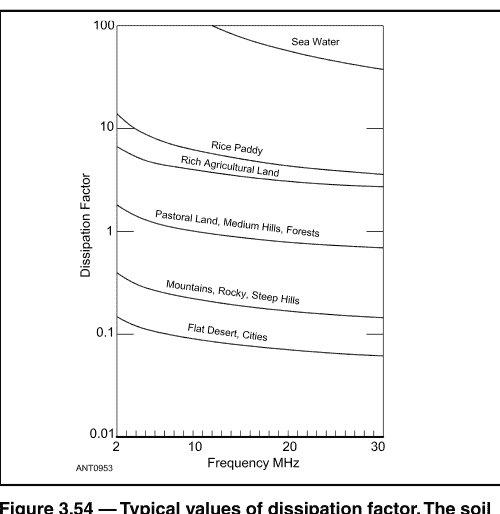 100
Sea Water
10
Rice Paddy
Rich Agricultural Land
Pastoral Land, Medium Hills, Forests
1
Dissipation Factor
Mountains, Rocky, Steep Hills
Flat Desert, Cities
0.1
0.01
2 10 20 30
Frequency MHz
ANT0953
Figure 3.54 — Typical values of dissipation factor. The soil